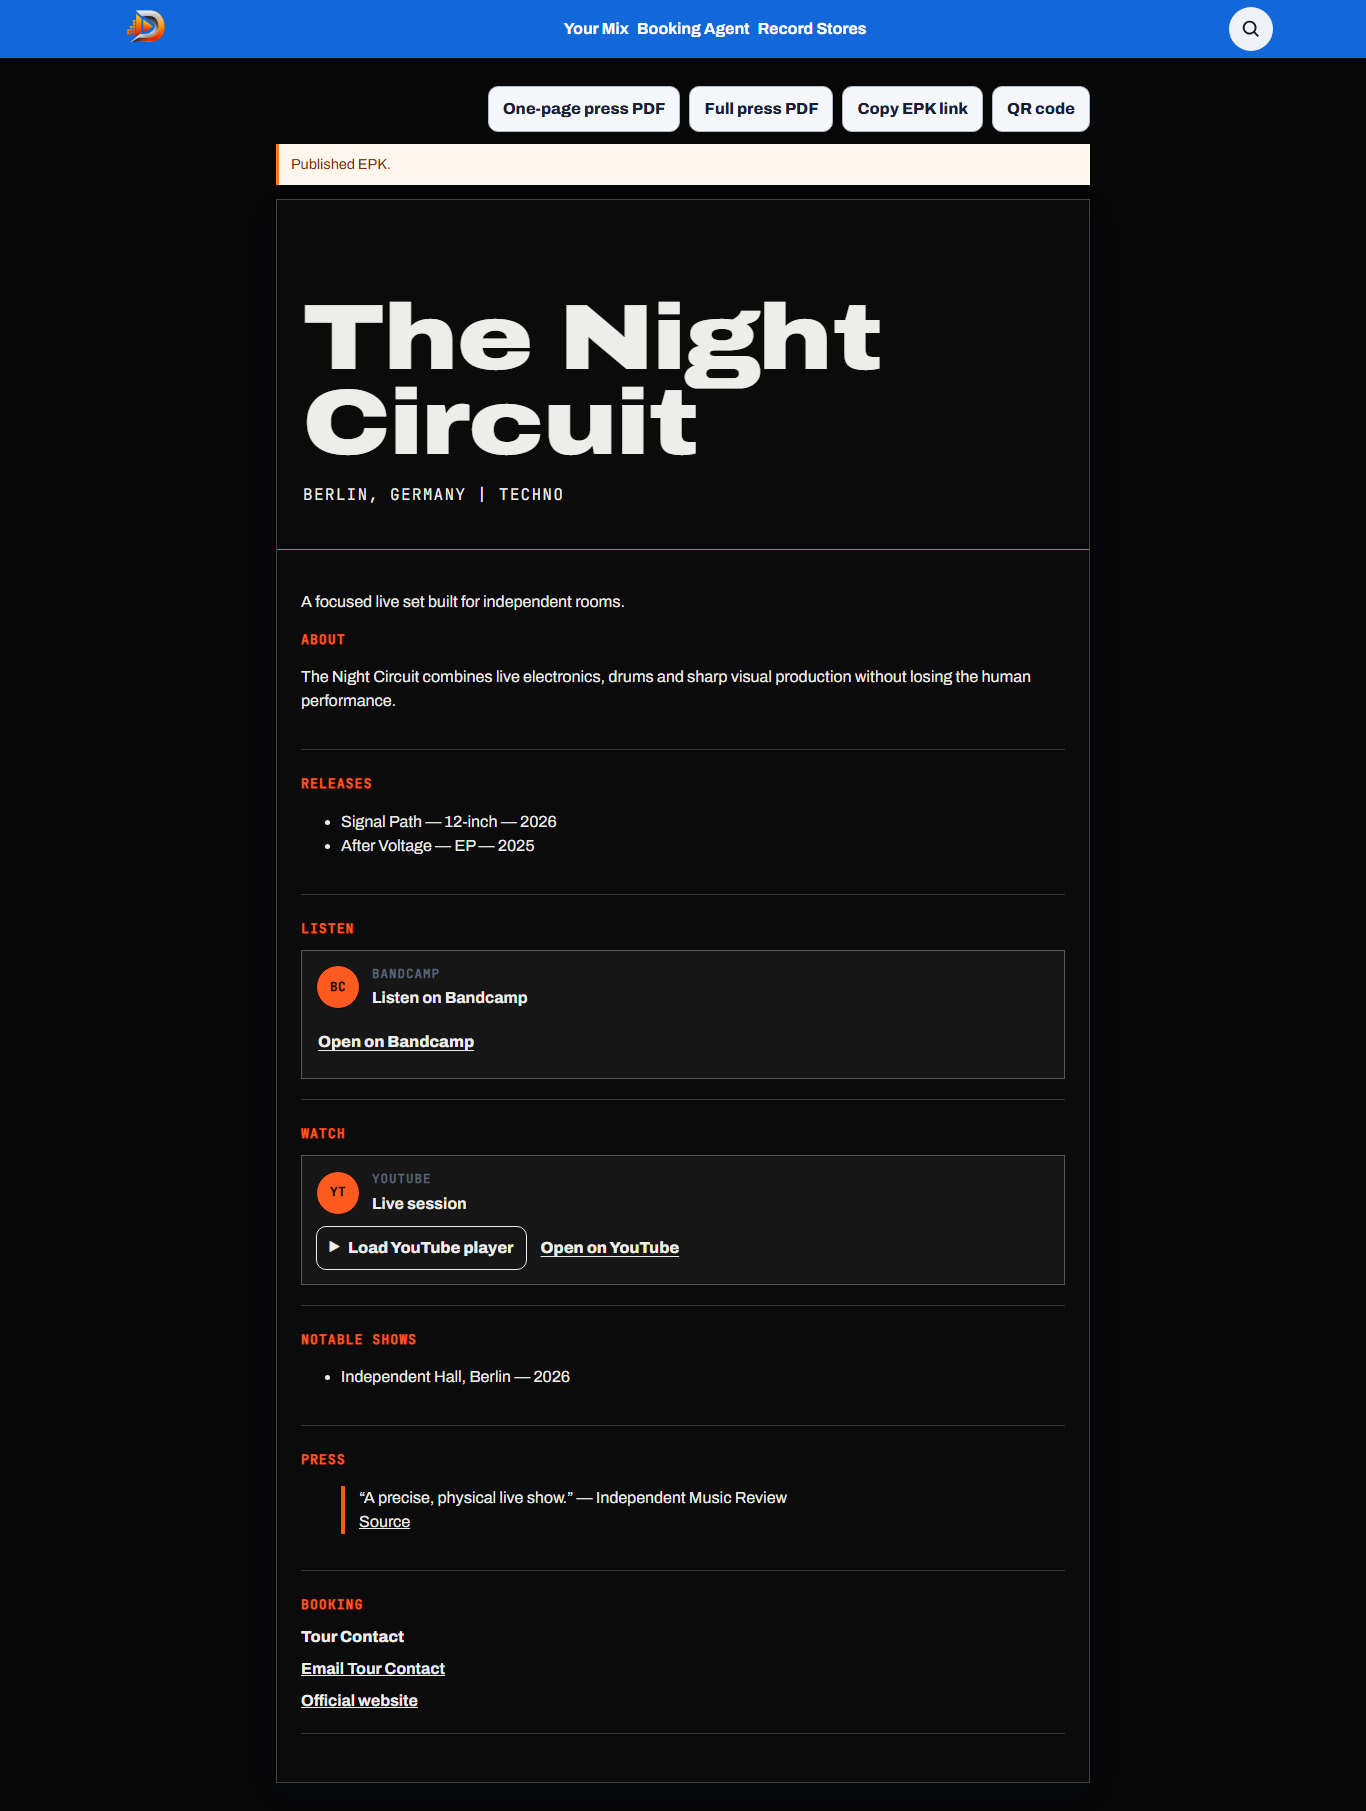 Your Mix Booking Agent Record Stores
One-page press PDF Full press PDF Copy EPK link QR code
Published EPK.
The Night
Circuit
BERLIN, GERMANY | TECHNO
A focused live set built for independent rooms.
ABOUT
The Night Circuit combines live electronics, drums and sharp visual production without losing the human
performance.
RELEASES
• Signal Path — 12-inch — 2026
• After Voltage — EP — 2025
LISTEN
BC
BANDCAMP
Listen on Bandcamp
Open on Bandcamp
WATCH
YT
YOUTUBE
Live session
Load YouTube player Open on YouTube
NOTABLE SHOWS
• Independent Hall, Berlin — 2026
PRESS
“A precise, physical live show.” — Independent Music Review
Source
BOOKING
Tour Contact
Email Tour Contact
Official website